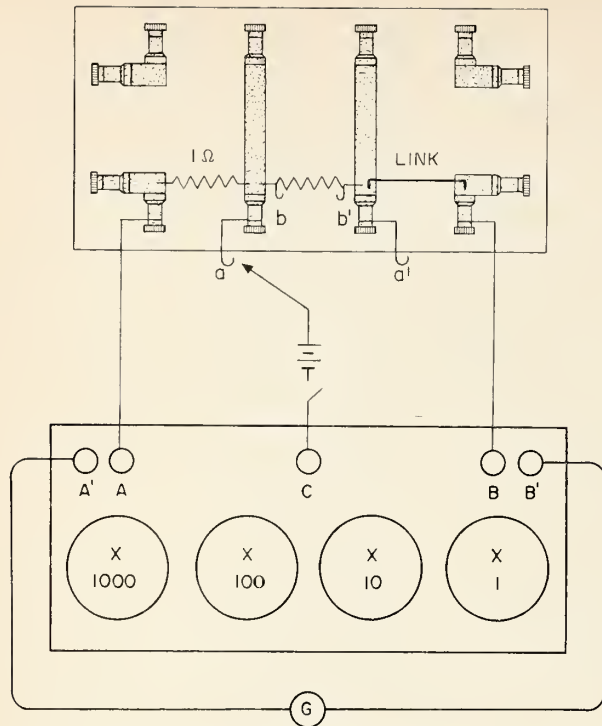 1 Ω
LINK
b b'
a a'
T
A' A C B B'
X X X X
1000 100 10 1
G